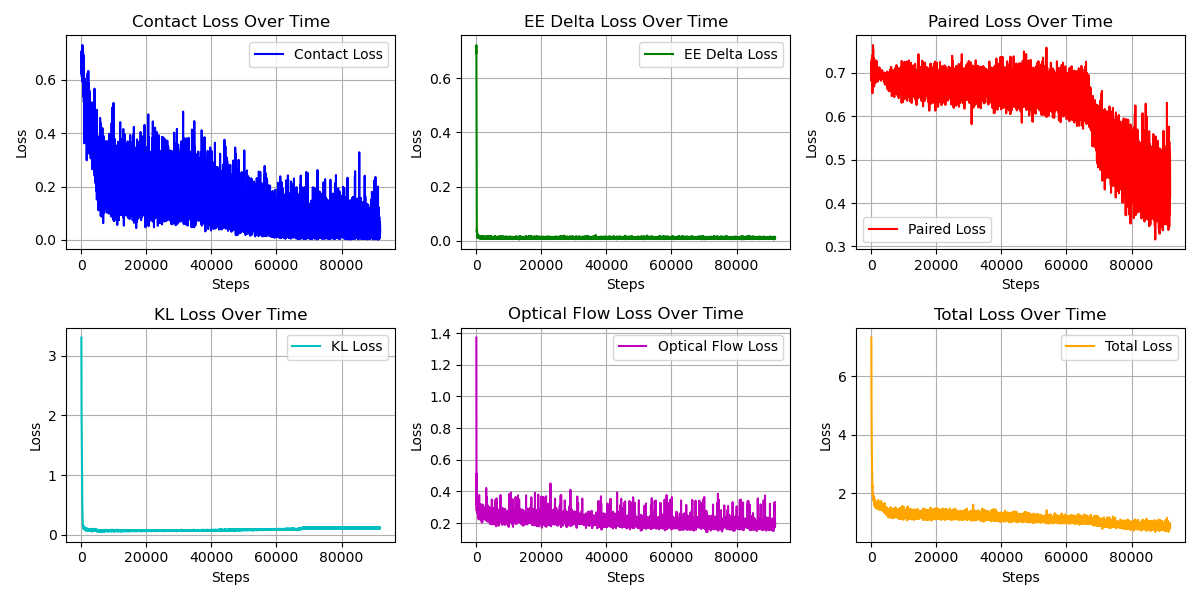 Contact Loss Over Time
EE Delta Loss Over Time
Paired Loss Over Time
Contact Loss
EE Delta Loss
Paired Loss
Loss
0.6
0.4
0.2
0.0
0 20000 40000 60000 80000
Steps
Loss
0.6
0.4
0.2
0.0
0 20000 40000 60000 80000
Steps
Loss
0.7
0.6
0.5
0.4
0.3
0 20000 40000 60000 80000
Steps
KL Loss Over Time
Optical Flow Loss Over Time
Total Loss Over Time
KL Loss
Optical Flow Loss
Total Loss
Loss
3
2
1
0
0 20000 40000 60000 80000
Steps
Loss
1.4
1.2
1.0
0.8
0.6
0.4
0.2
0 20000 40000 60000 80000
Steps
Loss
6
4
2
0 20000 40000 60000 80000
Steps